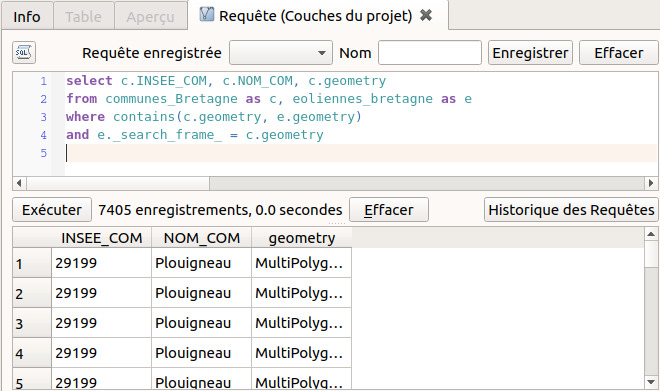 Info Table Aperçu Requête (Couches du projet)
SQL Requête enregistrée Nom Enregistrer Effacer
1 select c.INSEE_COM, c.NOM_COM, c.geometry
2 from communes_Bretagne as c, eoliennes_bretagne as e
3 where contains(c.geometry, e.geometry)
4 and e._search_frame_ = c.geometry
5
Exécuter 7405 enregistrements, 0.0 secondes Effacer Historique des Requêtes
INSEE_COM NOM_COM geometry
1 29199 Plouigneau MultiPolyg...
2 29199 Plouigneau MultiPolyg...
3 29199 Plouigneau MultiPolyg...
4 29199 Plouigneau MultiPolyg...
5 29199 Plouigneau MultiPolyg...